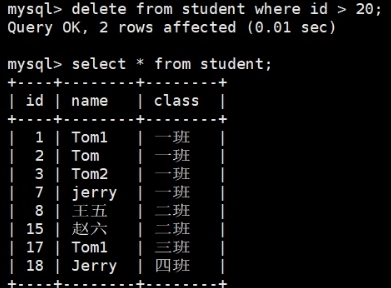 mysql> delete from student where id > 20;
Query OK, 2 rows affected (0.01 sec)
mysql> select * from student;
+----+--------+--------+
| id | name   | class  |
+----+--------+--------+
|  1 | Tom1   | 一班   |
|  2 | Tom    | 一班   |
|  3 | Tom2   | 一班   |
|  7 | jerry  | 一班   |
|  8 | 王五   | 二班   |
| 15 | 赵六   | 二班   |
| 17 | Tom1   | 三班   |
| 18 | Jerry  | 四班   |
+----+--------+--------+